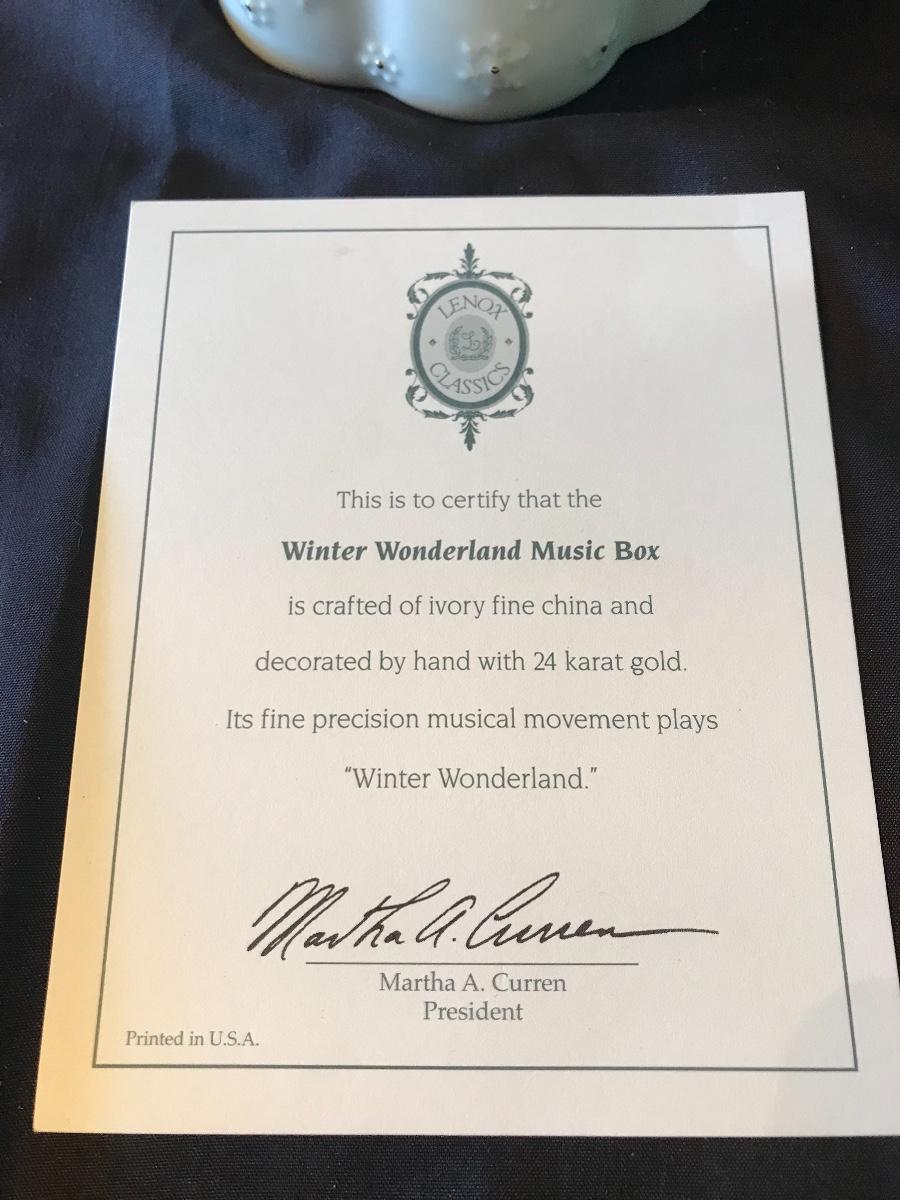 LENOX
L
CLASSICS
This is to certify that the
Winter Wonderland Music Box
is crafted of ivory fine china and
decorated by hand with 24 karat gold.
Its fine precision musical movement plays
“Winter Wonderland.”
Martha A. Curren
Martha A. Curren
President
Printed in U.S.A.